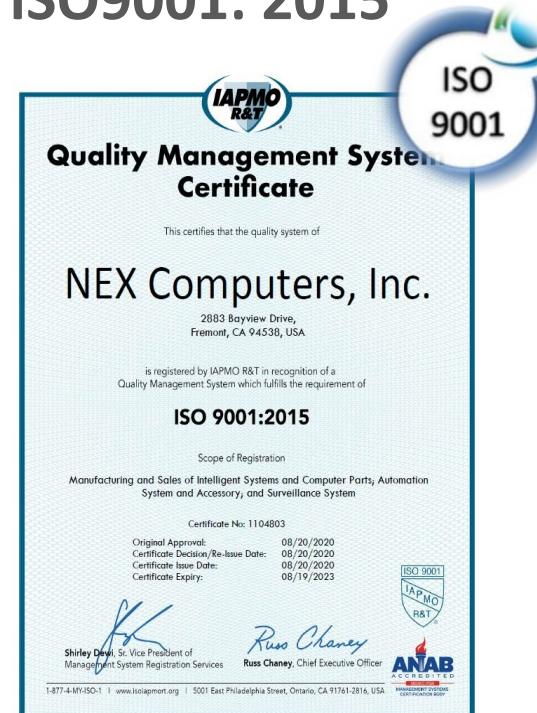 ISO9001: 2015
ISO
9001
IAPMO
R&T
Quality Management System
Certificate
This certifies that the quality system of
NEX Computers, Inc.
2883 Bayview Drive,
Fremont, CA 94538, USA
is registered by IAPMO R&T in recognition of a
Quality Management System which fulfills the requirement of
ISO 9001:2015
Scope of Registration
Manufacturing and Sales of Intelligent Systems and Computer Parts; Automation
System and Accessory; and Surveillance System
Certificate No: 1104803
Original Approval: 08/20/2020
Certificate Decision/Re-Issue Date: 08/20/2020
Certificate Issue Date: 08/20/2020
Certificate Expiry: 08/19/2023
ISO 9001
IAPMO
R&T
Russ Chaney
Shirley Dewi, Sr. Vice President of
Management System Registration Services
Russ Chaney, Chief Executive Officer
ANAB
ACCREDITED
MANAGEMENT SYSTEMS
CERTIFICATION BODY
1-877-4-MY-ISO-1 | www.isoiapmort.org | 5001 East Philadelphia Street, Ontario, CA 91761-2816, USA